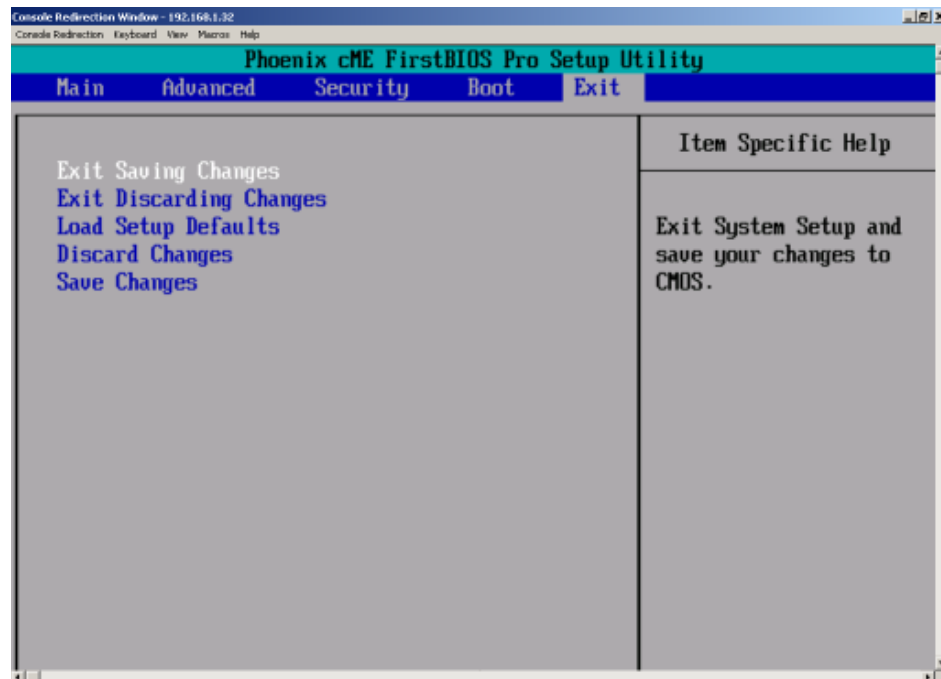 Console Redirection Window - 192.168.1.32
Console Redirection Keyboard View Macros Help
Phoenix cME FirstBIOS Pro Setup Utility
Main Advanced Security Boot Exit
Item Specific Help
Exit Saving Changes
Exit Discarding Changes
Load Setup Defaults
Discard Changes
Save Changes
Exit System Setup and
save your changes to
CMOS.